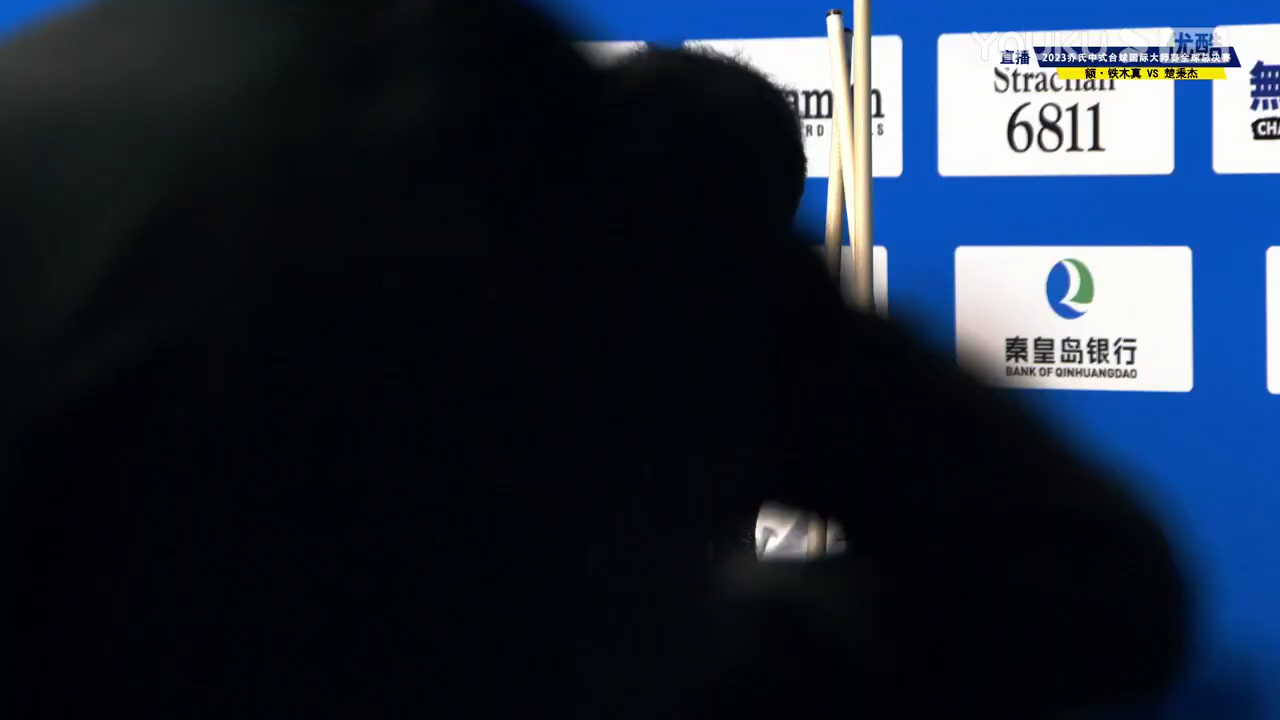 YOUKU 优酷
直播 2023乔氏中式台球国际大师赛全球总决赛
额·铁木真 VS 楚秉杰
Strachan
6811
無
CHA
秦皇岛银行
BANK OF QINHUANGDAO